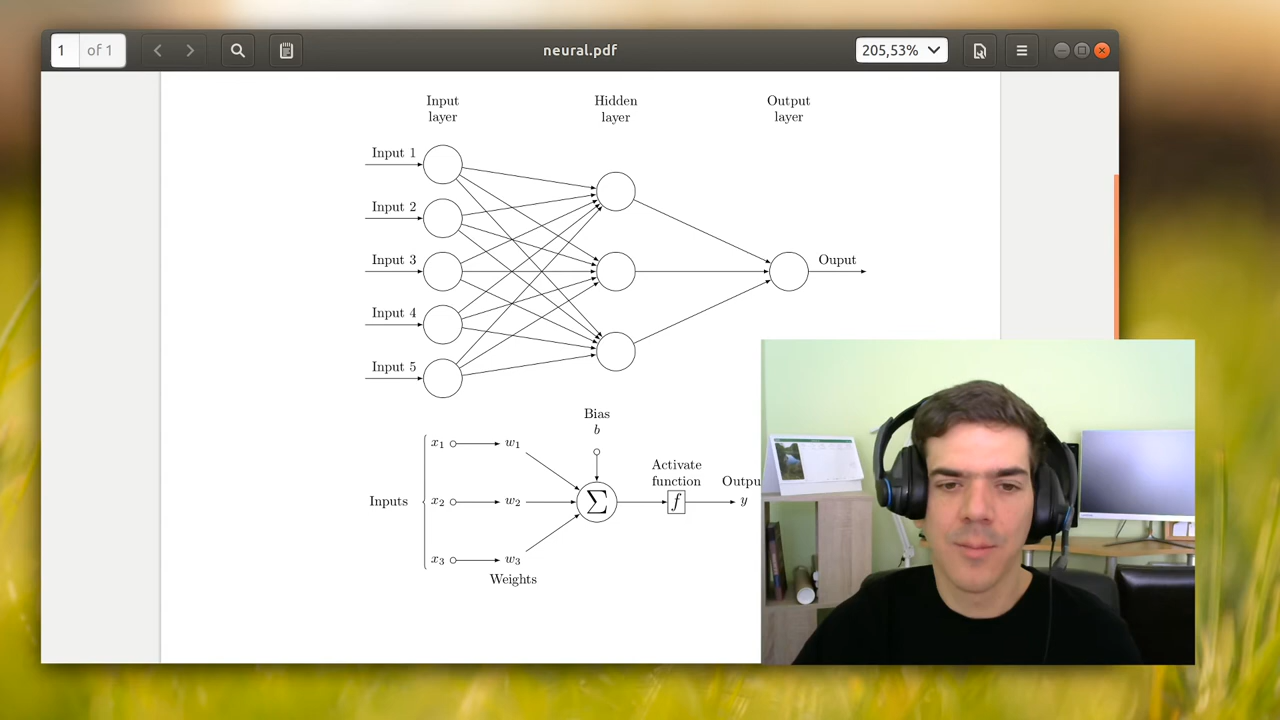 1 of 1
neural.pdf
205,53%
Input layer
Hidden layer
Output layer
Input 1
Input 2
Input 3
Input 4
Input 5
Ouput
Bias
b
x1 w1
Activate function
Outpu
Inputs
x2 w2
∑
f
y
x3 w3
Weights